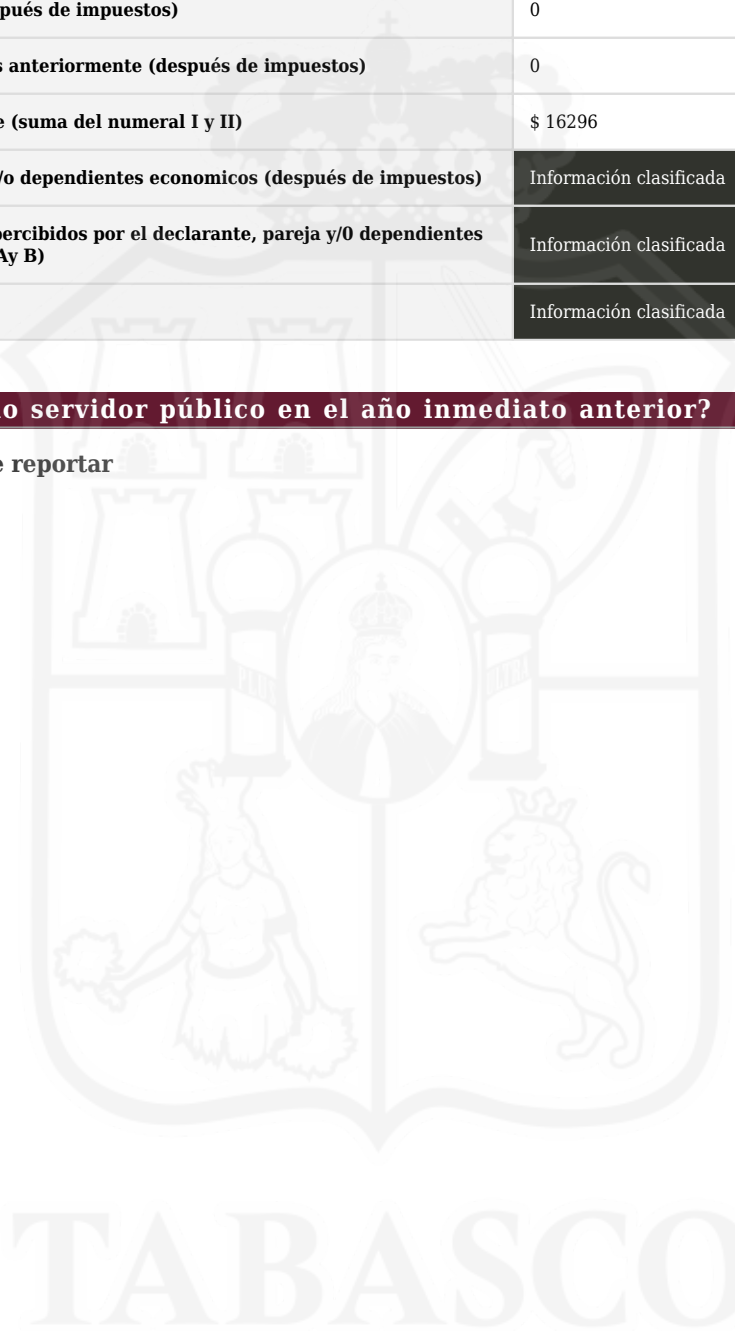 pués de impuestos)
0
s anteriormente (después de impuestos)
0
e (suma del numeral I y II)
$ 16296
/o dependientes economicos (después de impuestos)
Información clasificada
percibidos por el declarante, pareja y/0 dependientes
Ay B)
Información clasificada
Información clasificada
o servidor público en el año inmediato anterior?
e reportar
PLUS
ULTRA
TABASCO